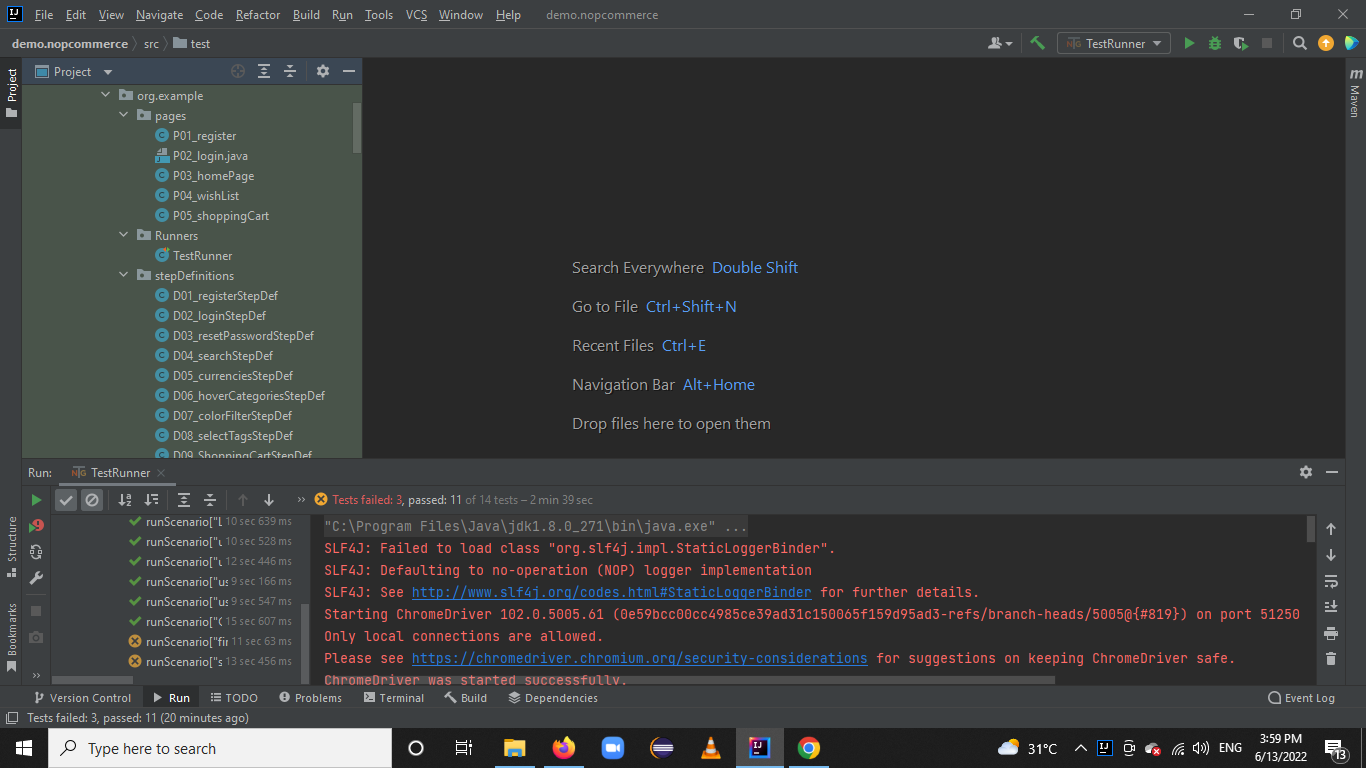 File Edit View Navigate Code Refactor Build Run Tools VCS Window Help demo.nopcommerce
demo.nopcommerce src test TestRunner
Project
org.example
pages
P01_register
P02_login.java
P03_homePage
P04_wishList
P05_shoppingCart
Runners
TestRunner
stepDefinitions
D01_registerStepDef
D02_loginStepDef
D03_resetPasswordStepDef
D04_searchStepDef
D05_currenciesStepDef
D06_hoverCategoriesStepDef
D07_colorFilterStepDef
D08_selectTagsStepDef
D09_ShoppingCartStepDef
Project
Structure
Bookmarks
Maven
Search Everywhere Double Shift
Go to File Ctrl+Shift+N
Recent Files Ctrl+E
Navigation Bar Alt+Home
Drop files here to open them
Run: TestRunner
Tests failed: 3, passed: 11 of 14 tests – 2 min 39 sec
runScenario["L 10 sec 639 ms
runScenario["u 10 sec 528 ms
runScenario["u 12 sec 446 ms
runScenario["us 9 sec 166 ms
runScenario["us 9 sec 547 ms
runScenario["C 15 sec 607 ms
runScenario["fir 11 sec 63 ms
runScenario["s 13 sec 456 ms
"C:\Program Files\Java\jdk1.8.0_271\bin\java.exe" ...
SLF4J: Failed to load class "org.slf4j.impl.StaticLoggerBinder".
SLF4J: Defaulting to no-operation (NOP) logger implementation
SLF4J: See http://www.slf4j.org/codes.html#StaticLoggerBinder for further details.
Starting ChromeDriver 102.0.5005.61 (0e59bcc00cc4985ce39ad31c150065f159d95ad3-refs/branch-heads/5005@{#819}) on port 51250
Only local connections are allowed.
Please see https://chromedriver.chromium.org/security-considerations for suggestions on keeping ChromeDriver safe.
ChromeDriver was started successfully.
Version Control Run TODO Problems Terminal Build Dependencies Event Log
Tests failed: 3, passed: 11 (20 minutes ago)
Type here to search
31°C
ENG
3:59 PM
6/13/2022
13